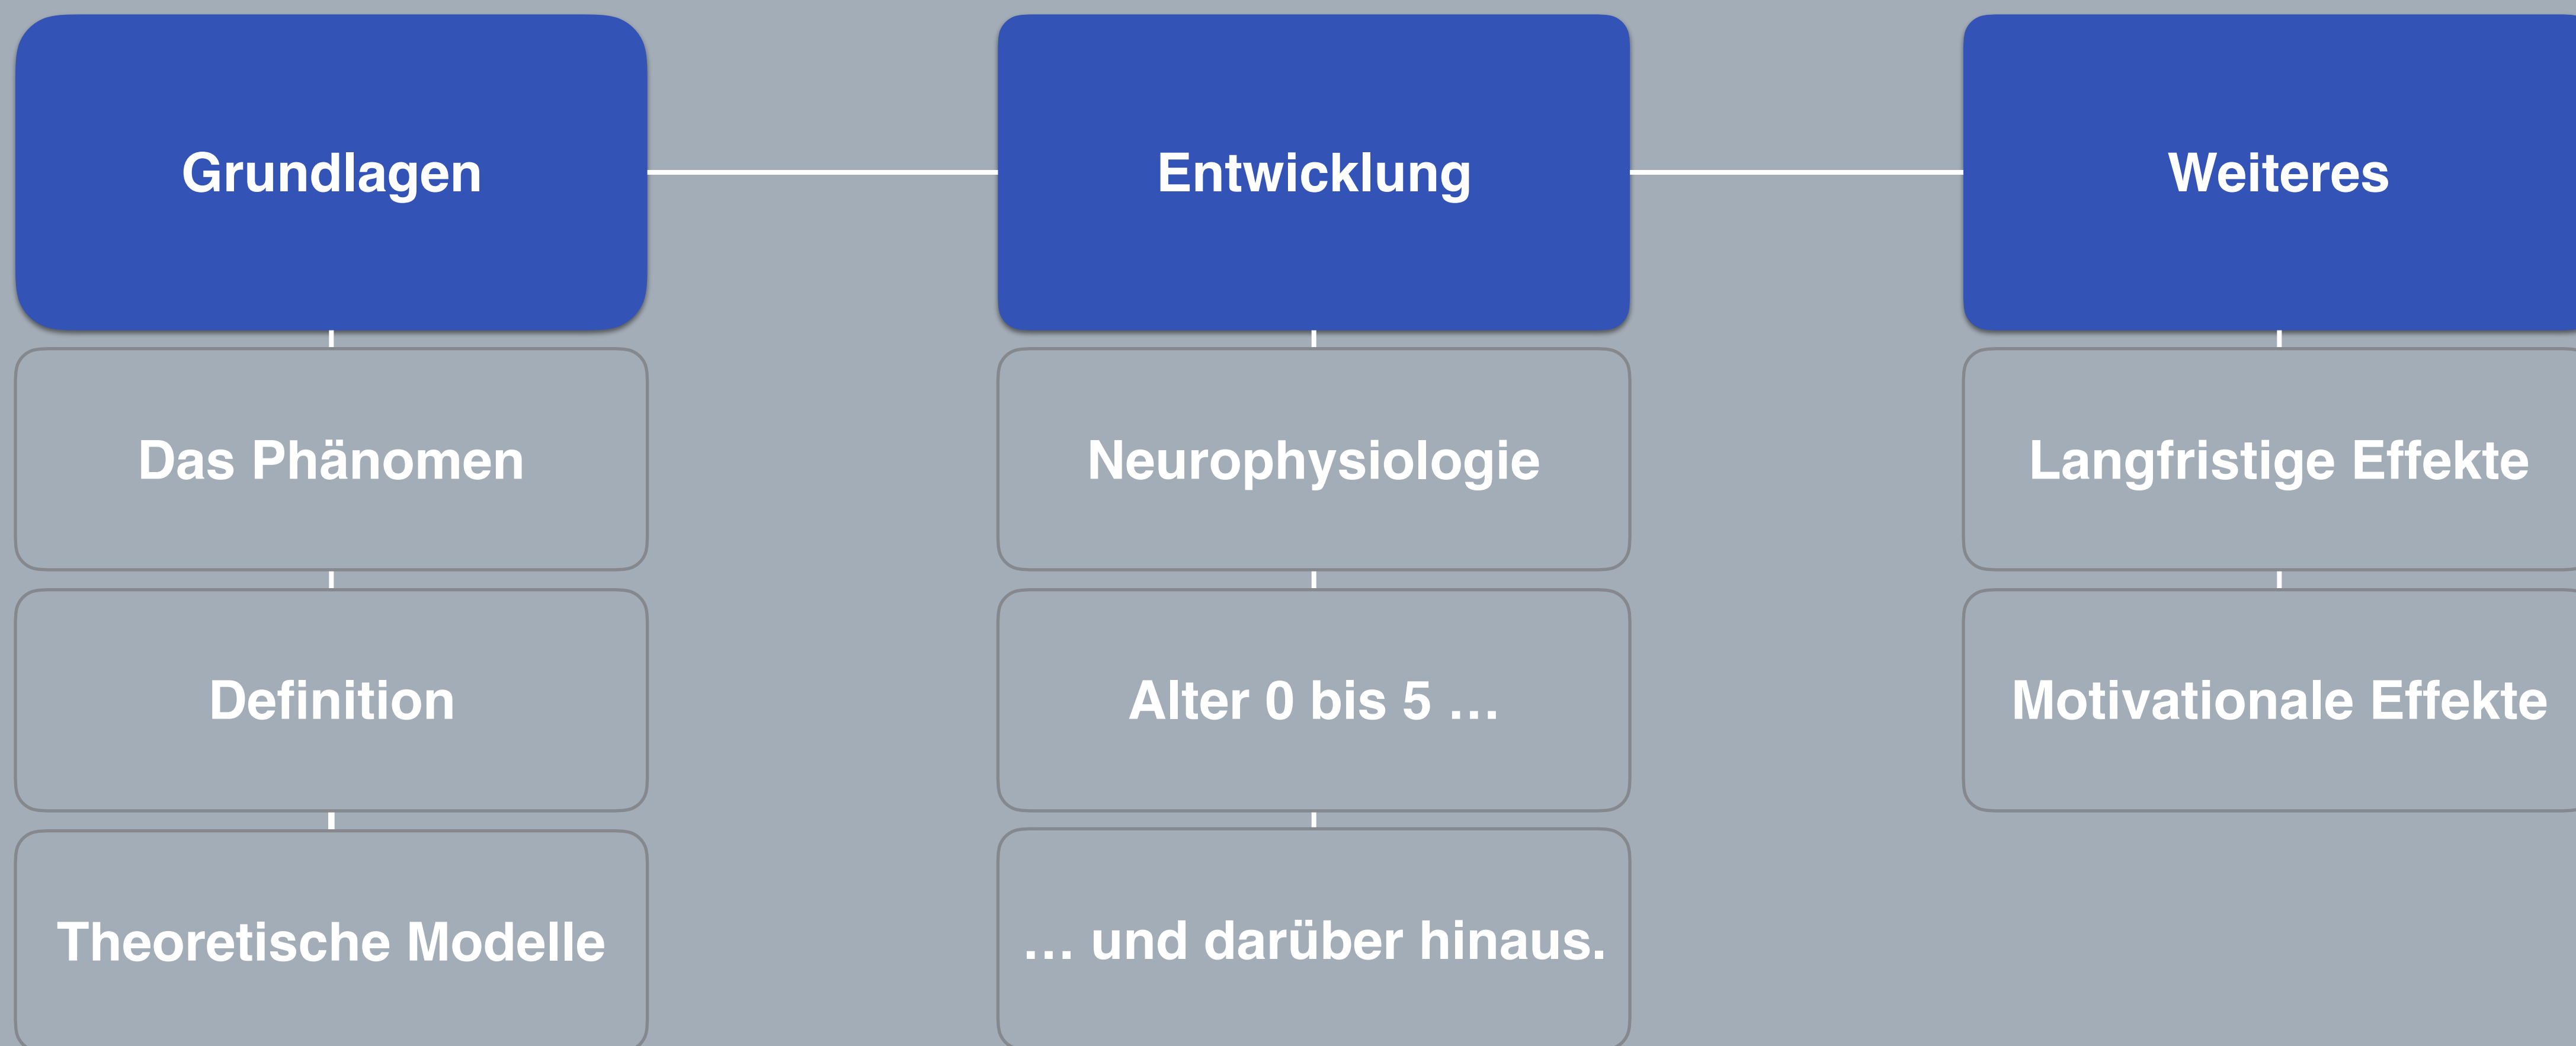 Grundlagen
Das Phänomen
Definition
Theoretische Modelle
Entwicklung
Neurophysiologie
Alter 0 bis 5 …
… und darüber hinaus.
Weiteres
Langfristige Effekte
Motivationale Effekte